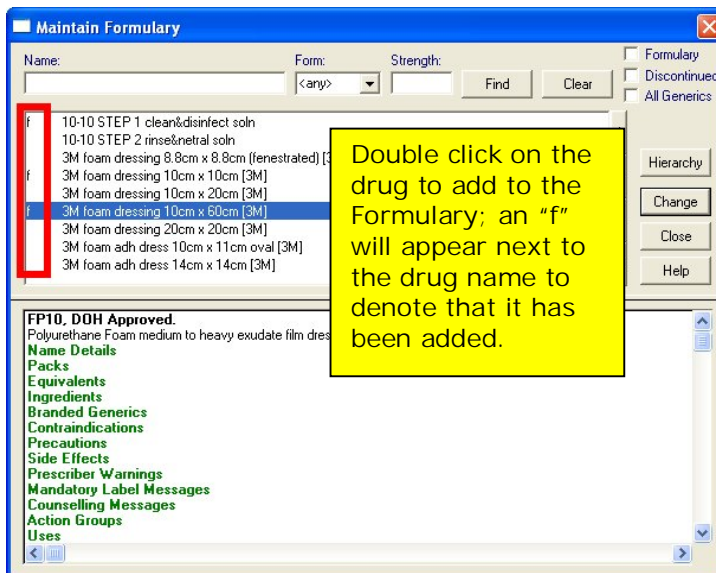 Maintain Formulary
Name: Form: Strength:
<any> Find Clear
Formulary
Discontinued
All Generics
f 10-10 STEP 1 clean&disinfect soln
10-10 STEP 2 rinse&netral soln
3M foam dressing 8.8cm x 8.8cm (fenestrated) [3
f 3M foam dressing 10cm x 10cm [3M]
3M foam dressing 10cm x 20cm [3M]
f 3M foam dressing 10cm x 60cm [3M]
3M foam dressing 20cm x 20cm [3M]
3M foam adh dress 10cm x 11cm oval [3M]
3M foam adh dress 14cm x 14cm [3M]
Double click on the
drug to add to the
Formulary; an “f”
will appear next to
the drug name to
denote that it has
been added.
Hierarchy
Change
Close
Help
FP10, DOH Approved.
Polyurethane Foam medium to heavy exudate film dres
Name Details
Packs
Equivalents
Ingredients
Branded Generics
Contraindications
Precautions
Side Effects
Prescriber Warnings
Mandatory Label Messages
Counselling Messages
Action Groups
Uses